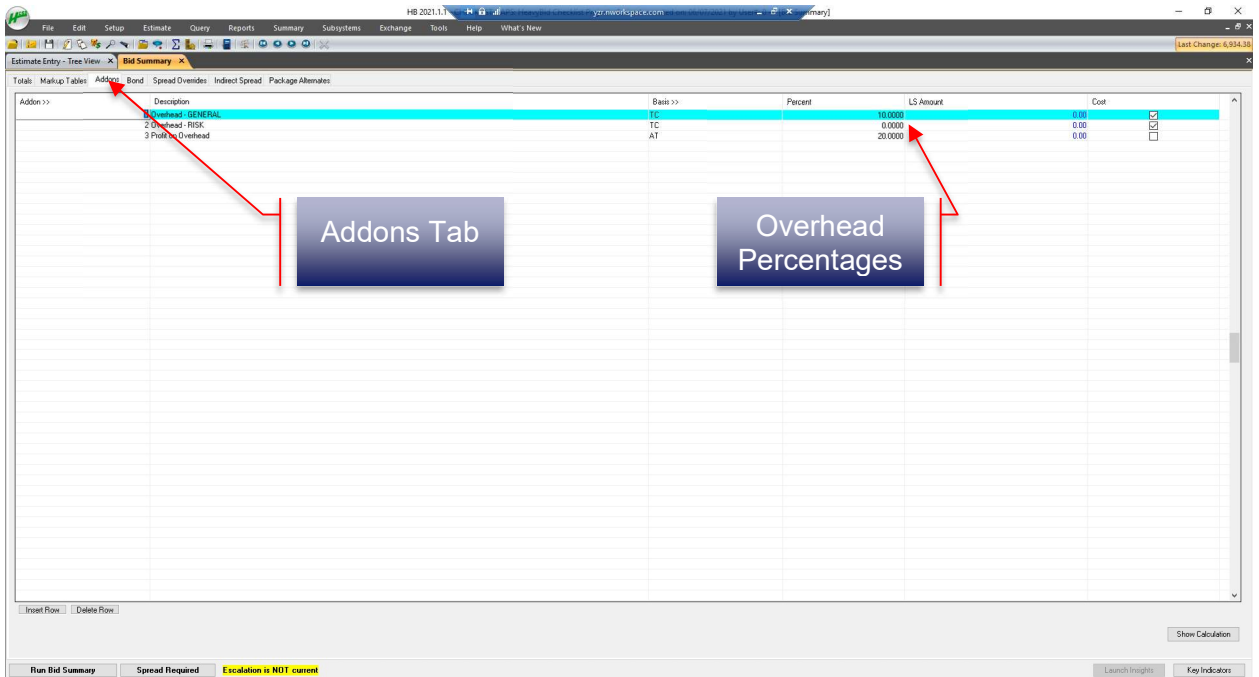 HB 2021.1.1
yzr.nworkspace.com
mmary]
File Edit Setup Estimate Query Reports Summary Subsystems Exchange Tools Help What's New
Last Change: 6,934.38
Estimate Entry - Tree View Bid Summary
Totals Markup Tables Addons Bond Spread Overrides Indirect Spread Package Alternates
Addon >> Description Basis >> Percent LS Amount Cost
Overhead - GENERAL TC 10.0000 0.00
2 Overhead - RISK TC 0.0000 0.00
3 Profit on Overhead AT 20.0000 0.00
Addons Tab
Overhead
Percentages
Insert Row Delete Row
Show Calculation
Run Bid Summary Spread Required Escalation is NOT current Launch Insights Key Indicators